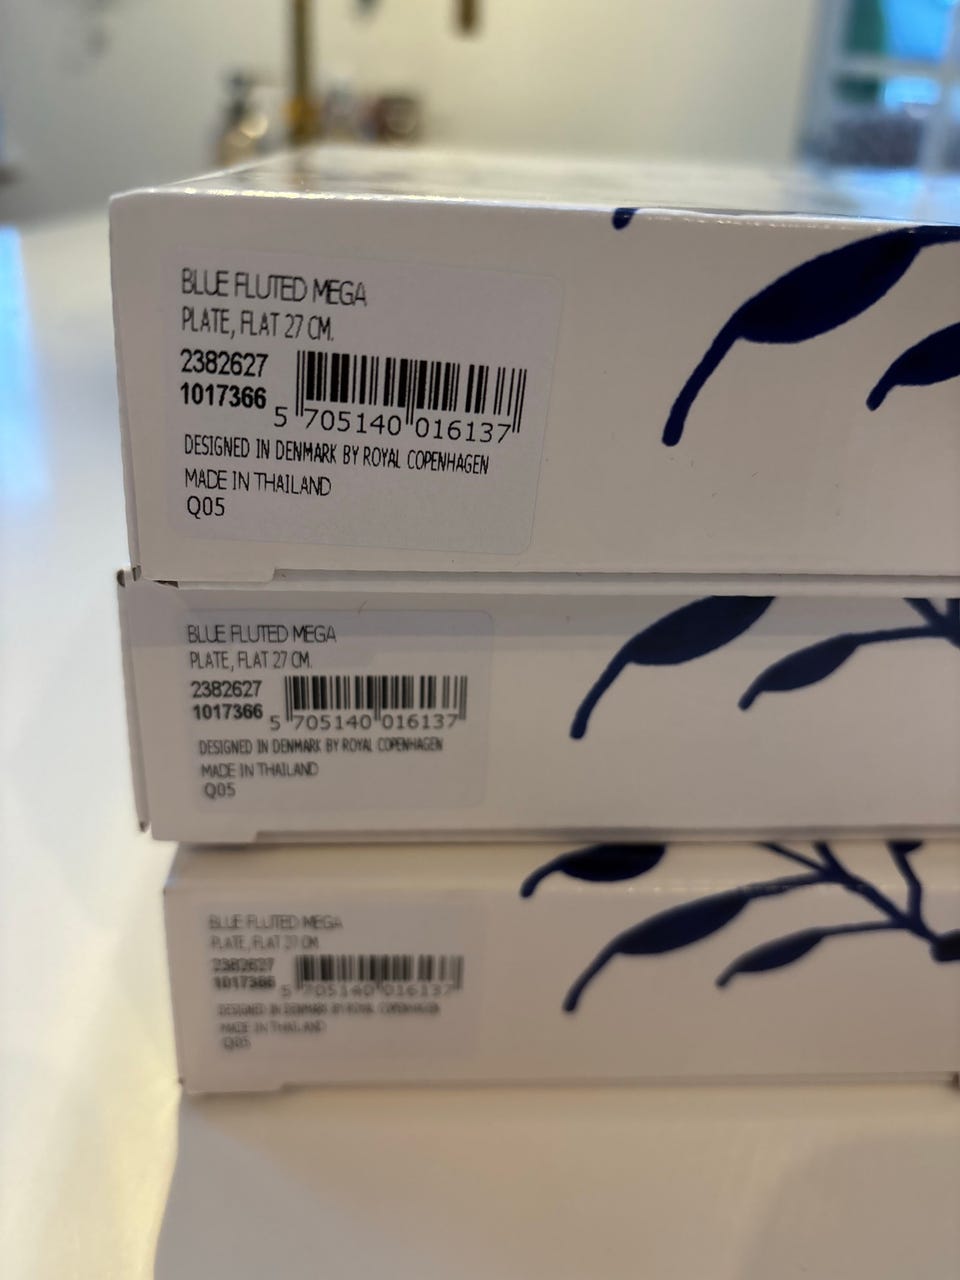 BLUE FLUTED MEGA
PLATE, FLAT 27 CM.
2382627
1017366
5 705140 016137
DESIGNED IN DENMARK BY ROYAL COPENHAGEN
MADE IN THAILAND
Q05
BLUE FLUTED MEGA
PLATE, FLAT 27 CM.
2382627
1017366
5 705140 016137
DESIGNED IN DENMARK BY ROYAL COPENHAGEN
MADE IN THAILAND
Q05
BLUE FLUTED MEGA
PLATE, FLAT 27 CM
2382627
1017366
5 705140 016137
DESIGNED IN DENMARK BY ROYAL COPENHAGEN
MADE IN THAILAND
Q05